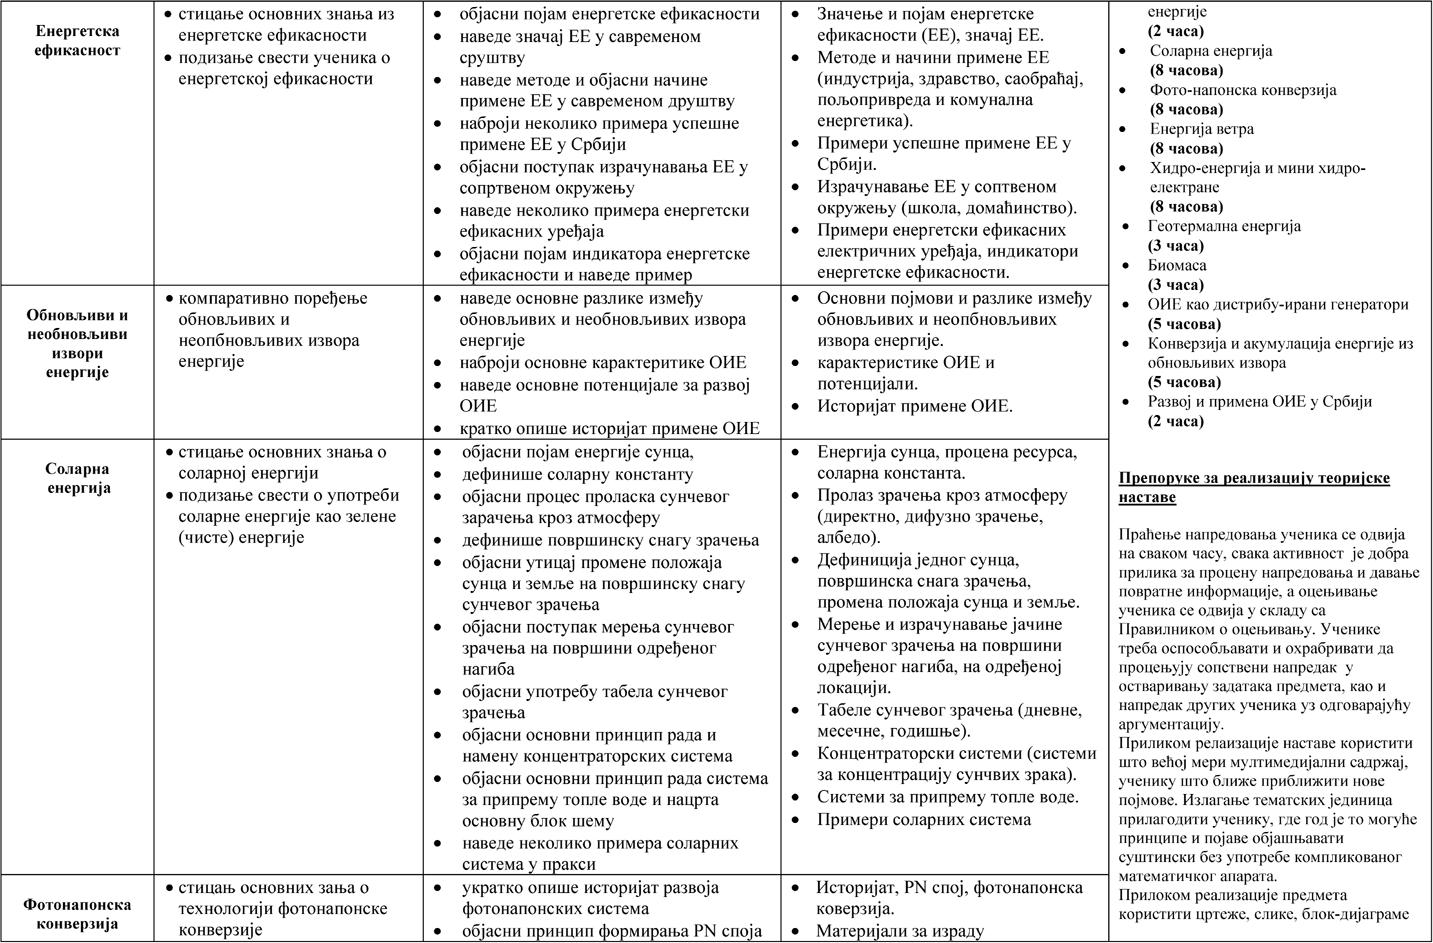 Енергетска
ефикасност
• стицање основних знања из
енергетске ефикасности
• подизање свести ученика о
енергетској ефикасности
• објасни појам енергетске ефикасности
• наведе значај ЕЕ у савременом
сруштву
• наведе методе и објасни начине
примене ЕЕ у савременом друштву
• наброји неколико примера успешне
примене ЕЕ у Србији
• објасни поступак израчунавања ЕЕ у
сопртвеном окружењу
• наведе неколико примера енергетски
ефикасних уређаја
• објасни појам индикатора енергетске
ефикасности и наведе пример
• Значење и појам енергетске
ефикасности (ЕЕ), значај ЕЕ.
• Методе и начини примене ЕЕ
(индустрија, здравство, саобраћај,
пољопривреда и комунална
енергетика).
• Примери успешне примене ЕЕ у
Србији.
• Израчунавање ЕЕ у соптвеном
окружењу (школа, домаћинство).
• Примери енергетски ефикасних
електричних уређаја, индикатори
енергетске ефикасности.
Обновљиви и
необновљиви
извори
енергије
• компаративно поређење
обновљивих и
неопбновљивих извора
енергије
• наведе основне разлике између
обновљивих и необновљивих извора
енергије
• наброји основне карактеритике ОИЕ
• наведе основне потенцијале за развој
ОИЕ
• кратко опише историјат примене ОИЕ
• Основни појмови и разлике између
обновљивих и неопбновљивих
извора енергије.
• карактеристике ОИЕ и
потенцијали.
• Историјат примене ОИЕ.
Соларна
енергија
• стицање основних знања о
соларној енергији
• подизање свести о употреби
соларне енергије као зелене
(чисте) енергије
• објасни појам енергије сунца,
• дефинише соларну константу
• објасни процес проласка сунчевог
зарачења кроз атмосферу
• дефинише површинску снагу зрачења
• објасни утицај промене положаја
сунца и земље на површинску снагу
сунчевог зрачења
• објасни поступак мерења сунчевог
зрачења на површини одређеног
нагиба
• објасни употребу табела сунчевог
зрачења
• објасни основни принцип рада и
намену концентраторских система
• објасни основни принцип рада система
за припрему топле воде и нацрта
основну блок шему
• наведе неколико примера соларних
система у пракси
• Енергија сунца, процена ресурса,
соларна константа.
• Пролаз зрачења кроз атмосферу
(директно, дифузно зрачење,
албедо).
• Дефиниција једног сунца,
површинска снага зрачења,
промена положаја сунца и земље.
• Мерење и израчунавање јачине
сунчевог зрачења на површини
одређеног нагиба, на одређеној
локацији.
• Табеле сунчевог зрачења (дневне,
месечне, годишње).
• Концентраторски системи (системи
за концентрацију сунчвих зрака).
• Системи за припрему топле воде.
• Примери соларних система
Фотонапонска
конверзија
• стицањ основних зања о
технологији фотонапонске
конверзије
• укратко опише историјат развоја
фотонапонских система
• објасни принцип формирања PN споја
• Историјат, PN спој, фотонапонска
коверзија.
• Материјали за израду
енергије
(2 часа)
• Соларна енергија
(8 часова)
• Фото-напонска конверзија
(8 часова)
• Енергија ветра
(8 часова)
• Хидро-енергија и мини хидро-
електране
(8 часова)
• Геотермална енергија
(3 часа)
• Биомаса
(3 часа)
• ОИЕ као дистрибу-ирани генератори
(5 часова)
• Конверзија и акумулација енергије из
обновљивих извора
(5 часова)
• Развој и примена ОИЕ у Србији
(2 часа)
Препоруке за реализацију теоријске
наставе
Праћење напредовања ученика се одвија
на сваком часу, свака активност је добра
прилика за процену напредовања и давање
повратне информације, а оцењивање
ученика се одвија у складу са
Правилником о оцењивању. Ученике
треба оспособљавати и охрабривати да
процењују сопствени напредак у
остваривању задатака предмета, као и
напредак других ученика уз одговарајућу
аргументацију.
Приликом релаизације наставе користити
што већој мери мултимедијални садржај,
ученику што ближе приближити нове
појмове. Излагање тематских јединица
прилагодити ученику, где год је то могуће
принципе и појаве објашњавати
суштински без употребе компликованог
математичког апарата.
Прилоком реализације предмета
користити цртеже, слике, блок-дијаграме